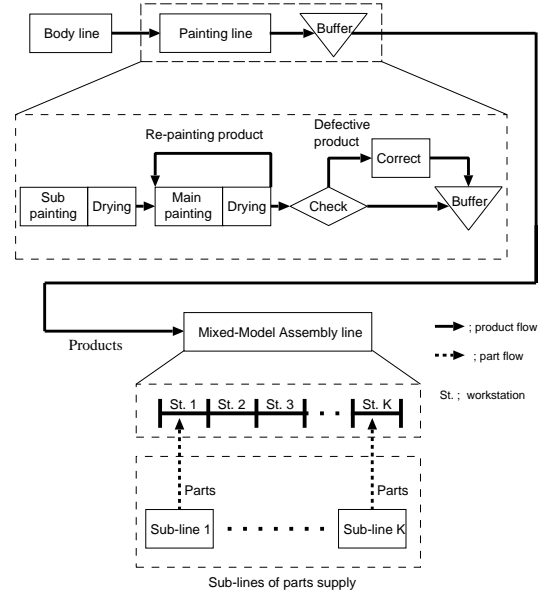 Body line
Painting line
Buffer
Re-painting product
Defective
product
Correct
Sub
painting
Drying
Main
painting
Drying
Check
Buffer
Products
Mixed-Model Assembly line
; product flow
; part flow
St. ; workstation
St. 1
St. 2
St. 3
St. K
Parts
Parts
Sub-line 1
Sub-line K
Sub-lines of parts supply